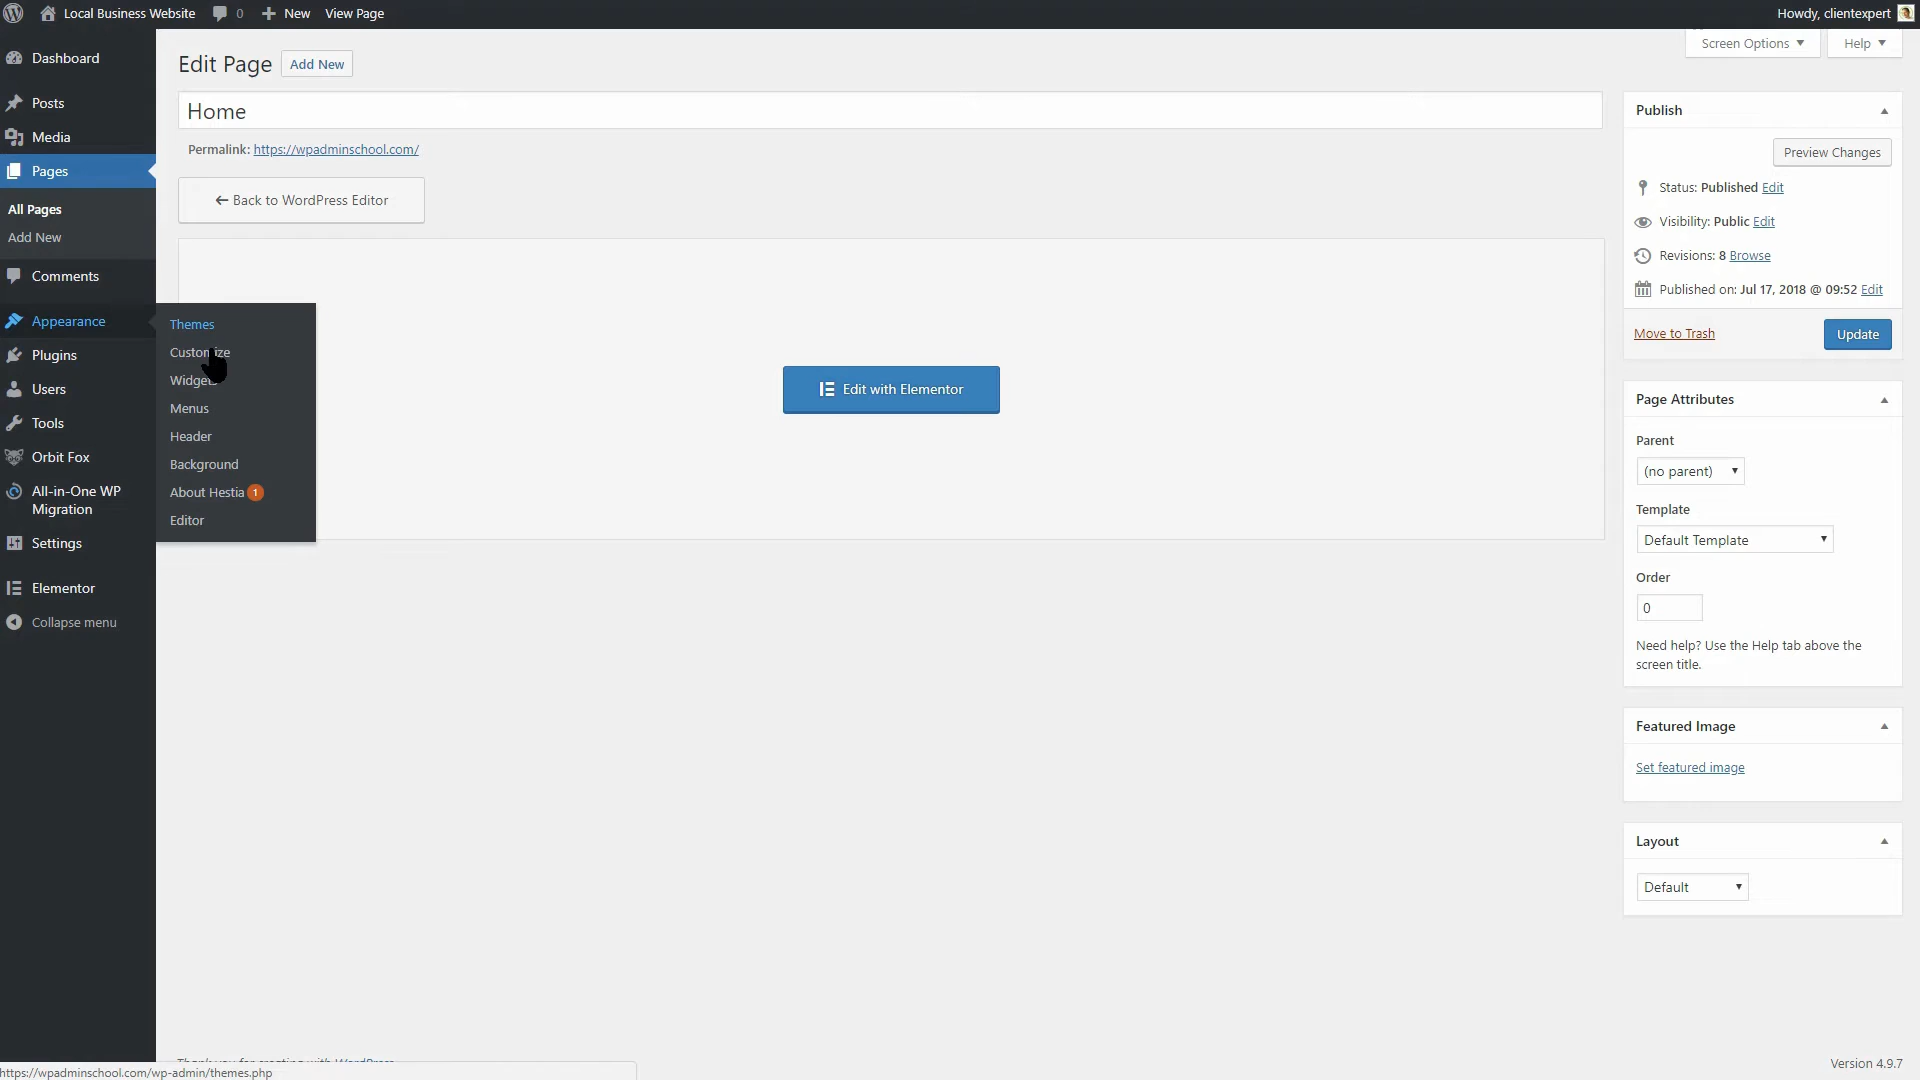 Local Business Website
0
New
View Page
Howdy, clientexpert
Screen Options
Help
Dashboard
Posts
Media
Pages
All Pages
Add New
Comments
Appearance
Plugins
Users
Tools
Orbit Fox
All-in-One WP
Migration
Settings
Elementor
Collapse menu
Themes
Customize
Widgets
Menus
Header
Background
About Hestia 1
Editor
Edit Page
Add New
Home
Permalink: https://wpadminschool.com/
← Back to WordPress Editor
Edit with Elementor
Publish
Preview Changes
Status: Published Edit
Visibility: Public Edit
Revisions: 8 Browse
Published on: Jul 17, 2018 @ 09:52 Edit
Move to Trash
Update
Page Attributes
Parent
(no parent)
Template
Default Template
Order
0
Need help? Use the Help tab above the
screen title.
Featured Image
Set featured image
Layout
Default
Thank you for creating with WordPress.
Version 4.9.7
https://wpadminschool.com/wp-admin/themes.php